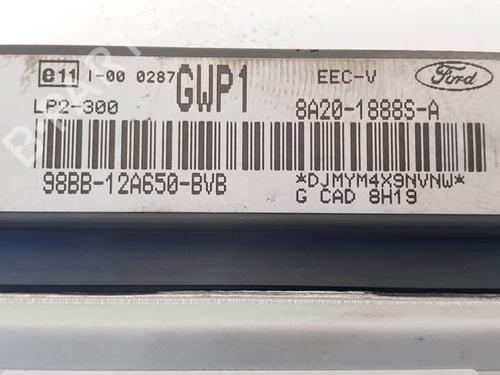 e11 I-00 0287 GWP1 EEC-V Ford
LP2-300 8A20-1888S-A
98BB-12A650-BVB *DJMYM4X9NVNW*
G CAD 8H19